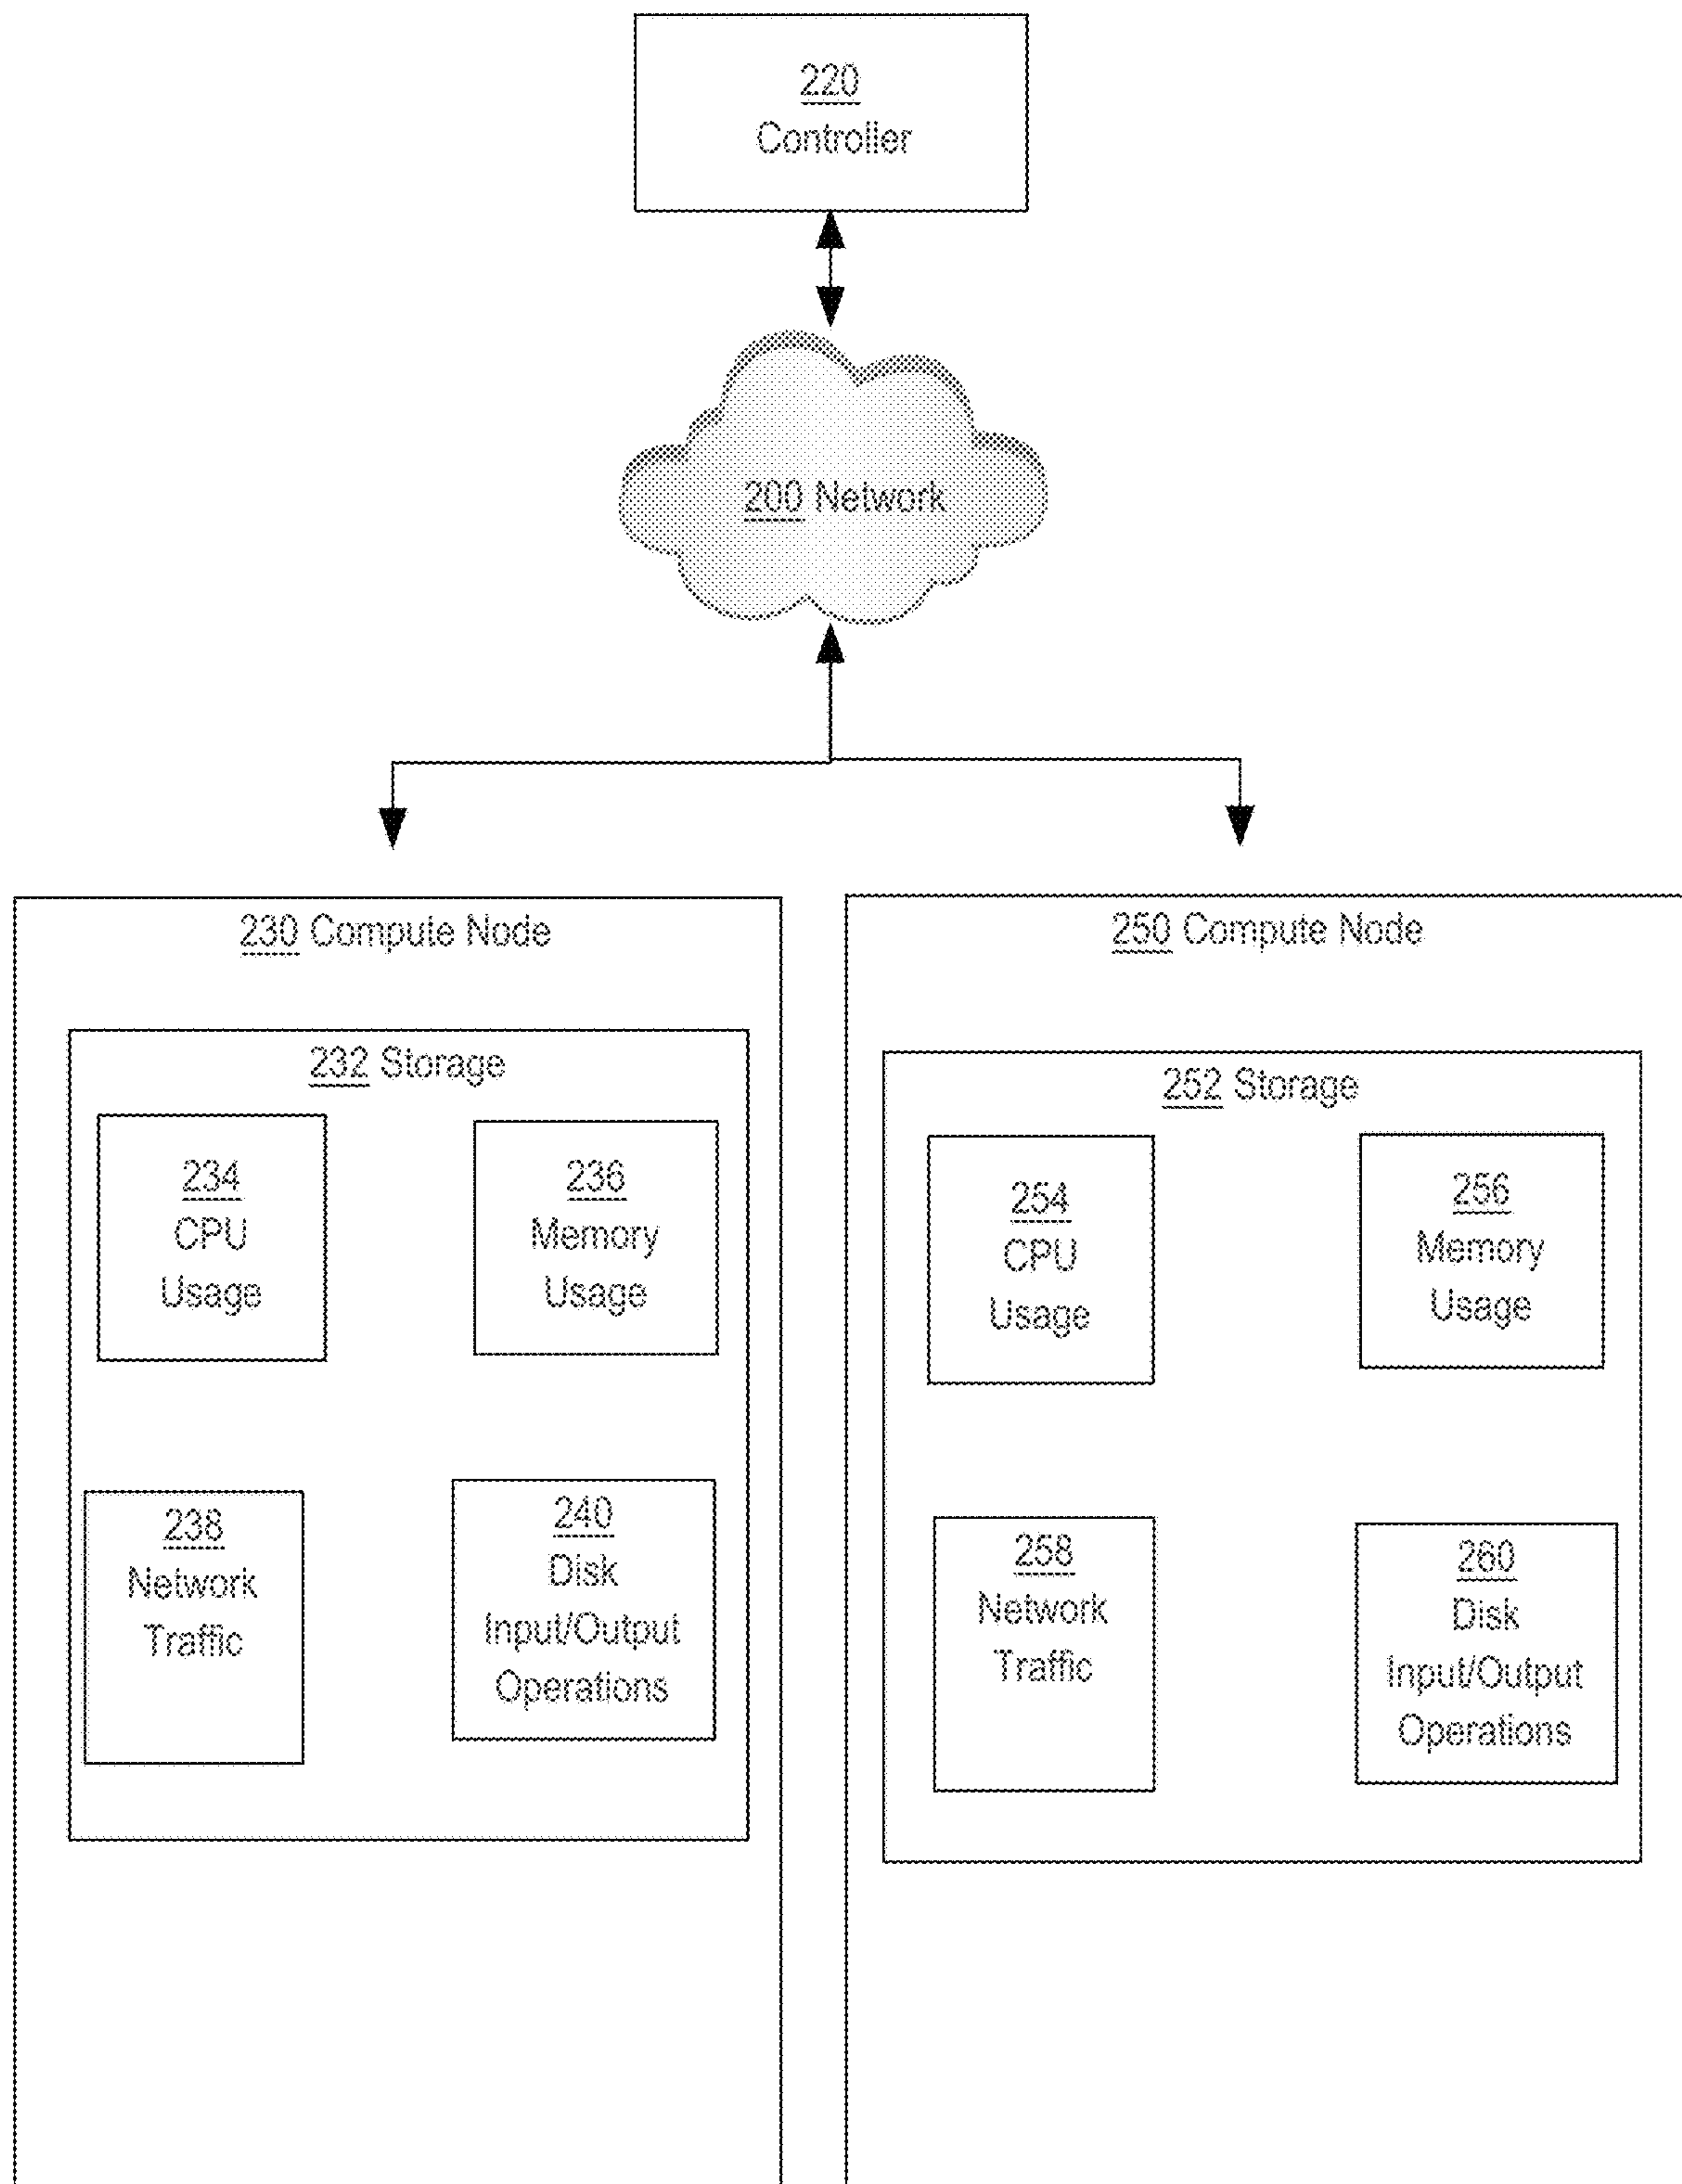 220
Controller
200 Network
230 Compute Node
232 Storage
234
CPU
Usage
236
Memory
Usage
238
Network
Traffic
240
Disk
Input/Output
Operations
250 Compute Node
252 Storage
254
CPU
Usage
256
Memory
Usage
258
Network
Traffic
260
Disk
Input/Output
Operations